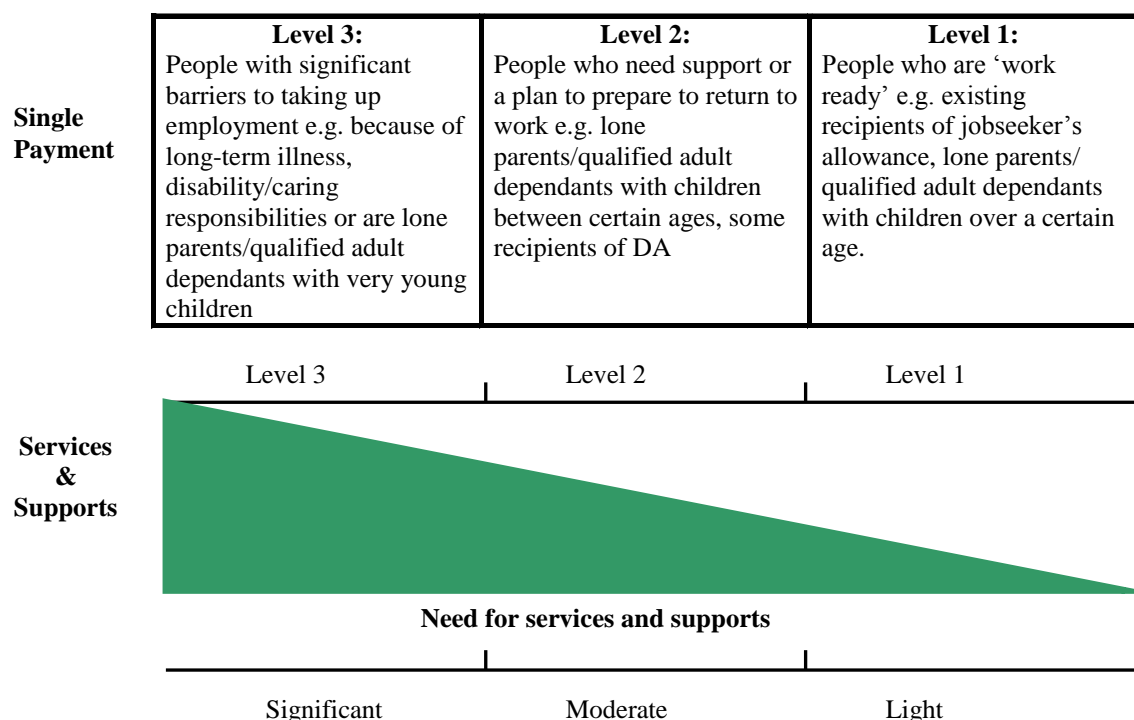 Single
Payment
Level 3:
People with significant
barriers to taking up
employment e.g. because of
long-term illness,
disability/caring
responsibilities or are lone
parents/qualified adult
dependants with very young
children
Level 2:
People who need support or
a plan to prepare to return to
work e.g. lone
parents/qualified adult
dependants with children
between certain ages, some
recipients of DA
Level 1:
People who are ‘work
ready’ e.g. existing
recipients of jobseeker’s
allowance, lone parents/
qualified adult dependants
with children over a certain
age.
Level 3
Level 2
Level 1
Services
&
Supports
Need for services and supports
Significant
Moderate
Light